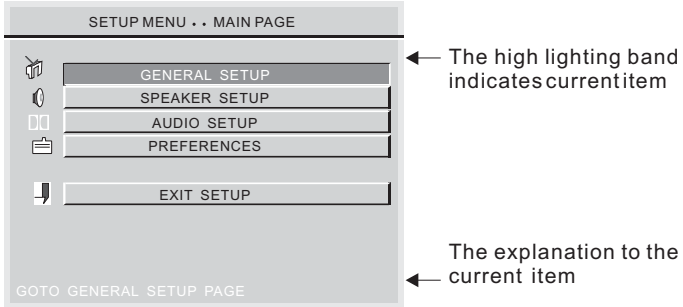 SETUP MENU • • MAIN PAGE
The high lighting band
indicates current item
GENERAL SETUP
SPEAKER SETUP
AUDIO SETUP
PREFERENCES
EXIT SETUP
The explanation to the
current item
GOTO GENERAL SETUP PAGE